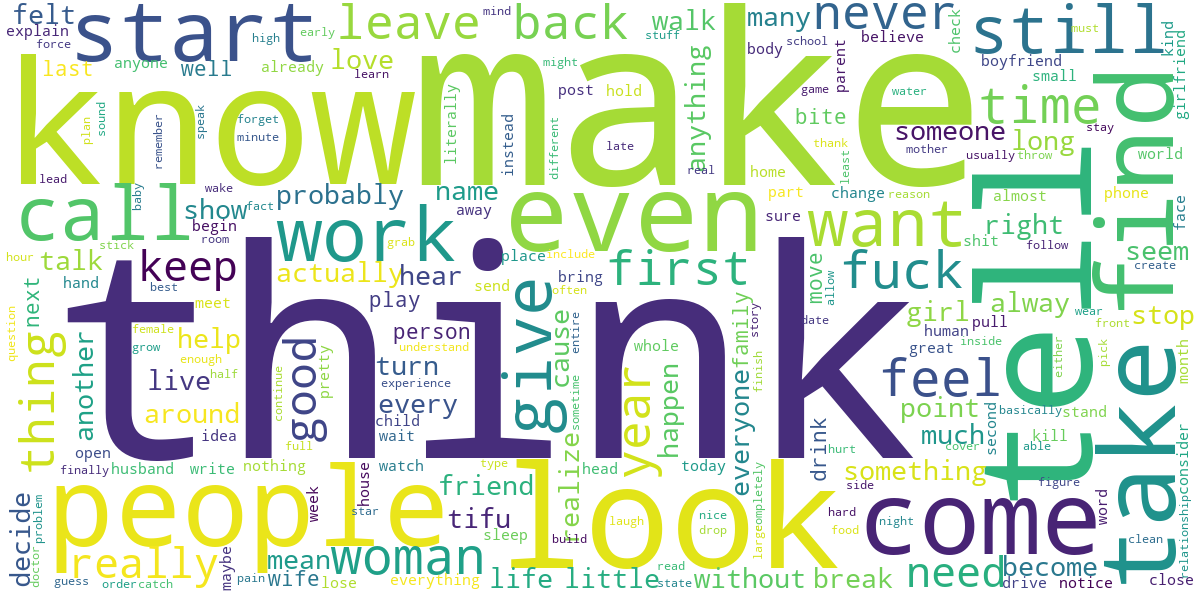 felt
start
leave
back
many
never
still
explain
force
high
early
mind
stuff
walk
check
must
kind
know
make
last
anyone
well
already
love
learn
literally
might
anything
body
school
believe
parent
boyfriend
small
girlfriend
find
plan
sound
remember
speak
forget
minute
instead
different
post
hold
game
bite
water
time
someone
long
stay
world
late
real
thank
mother
usually
throw
least
lead
baby
wake
fact
probably
name
even
home
part
change
reason
almost
phone
face
call
show
begin
away
work
sure
want
right
shit
follow
seem
create
stick
room
grab
place
include
hour
talk
keep
actually
hear
first
move
allow
fuck
tell
best
send
often
bring
hand
next
meet
play
give
family
story
date
girl
human
pull
alway
wear
front
stop
question
thing
another
female
grow
help
enough
half
think
person
understand
cause
entire
whole
great
inside
feel
either
pick
month
take
live
good
pretty
turn
experience
year
happen
finish
around
continue
every
sometime
everyone
point
basically
stand
idea
child
wait
realize
drink
much
second
hurt
kill
open
full
cover
able
consider
finally
husband
write
nothing
watch
type
head
today
something
figure
people
look
week
house
friend
side
come
word
relationship
decide
problem
star
tifu
laugh
nice
drop
large
completely
hard
food
night
clean
doctor
really
maybe
sleep
build
mean
woman
need
become
guess
order
catch
pain
wife
lose
everything
life
little
read
state
without
break
drive
notice
close